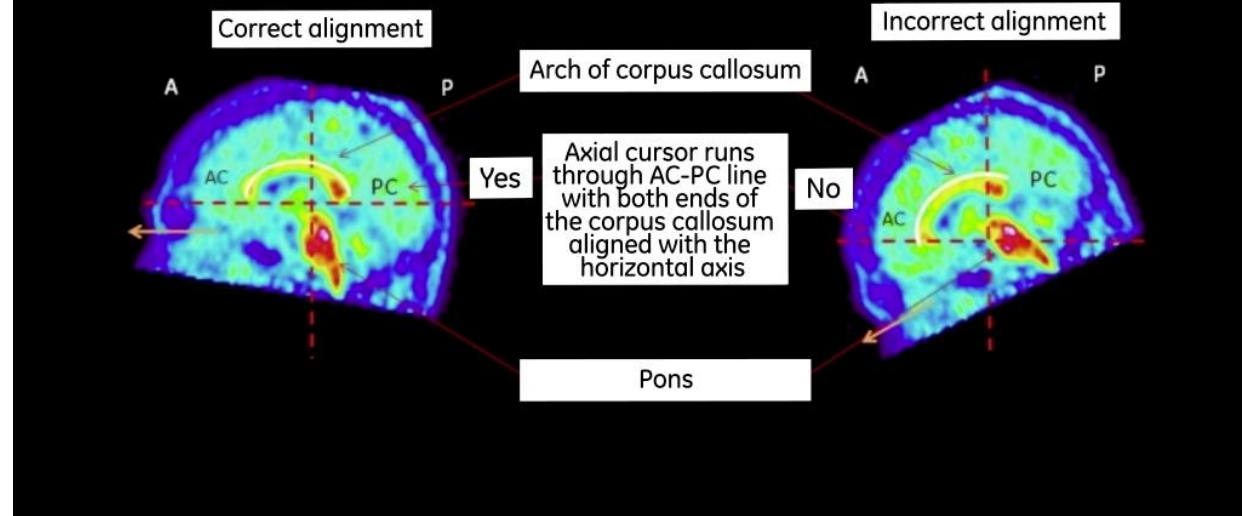 Correct alignment
Incorrect alignment
Arch of corpus callosum
A
P
A
P
Yes
Axial cursor runs
through AC-PC line
with both ends of
the corpus callosum
aligned with the
horizontal axis
No
AC
PC
AC
PC
Pons